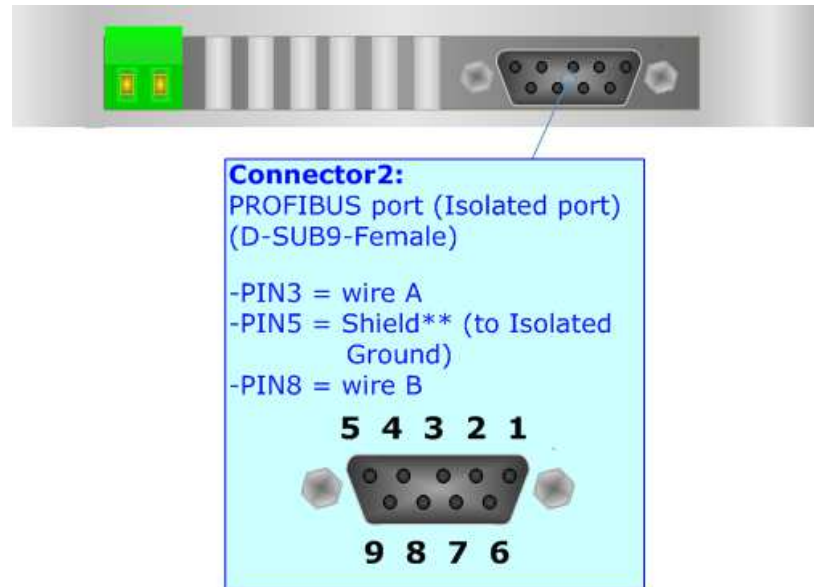 Connector2:
PROFIBUS port (Isolated port)
(D-SUB9-Female)
-PIN3 = wire A
-PIN5 = Shield** (to Isolated
Ground)
-PIN8 = wire B
5 4 3 2 1
9 8 7 6